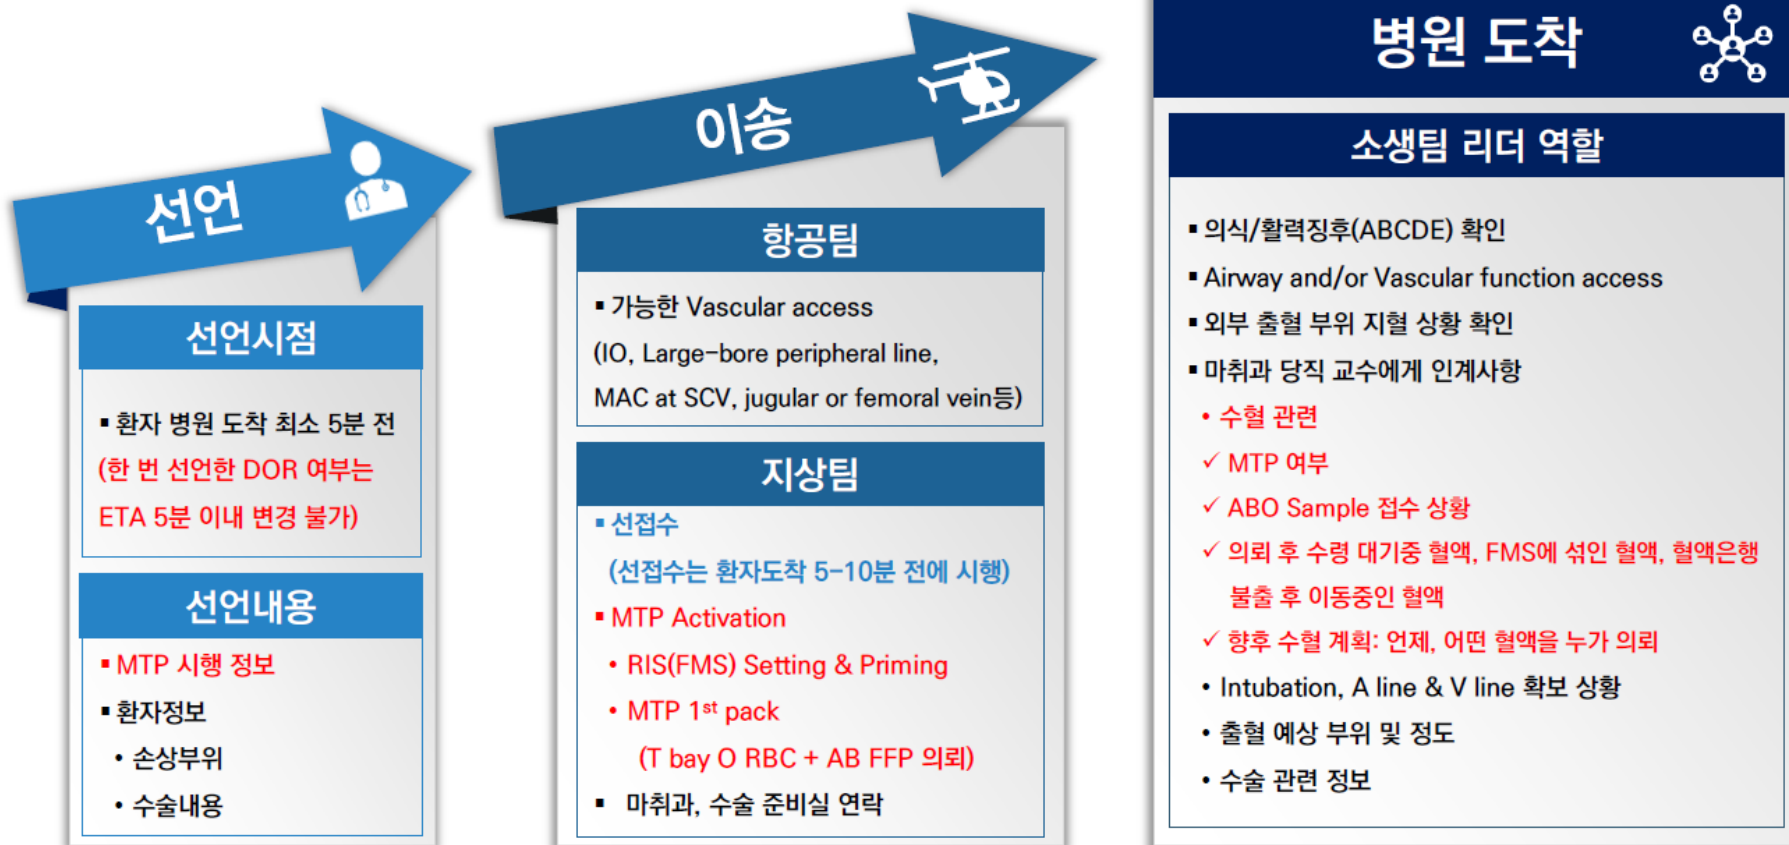 선언
선언시점
▪ 환자 병원 도착 최소 5분 전
(한 번 선언한 DOR 여부는
ETA 5분 이내 변경 불가)
선언내용
▪ MTP 시행 정보
▪ 환자정보
• 손상부위
• 수술내용
이송
항공팀
▪ 가능한 Vascular access
(IO, Large-bore peripheral line,
MAC at SCV, jugular or femoral vein등)
지상팀
▪ 선접수
(선접수는 환자도착 5-10분 전에 시행)
▪ MTP Activation
• RIS(FMS) Setting & Priming
• MTP 1st pack
(T bay O RBC + AB FFP 의뢰)
▪ 마취과, 수술 준비실 연락
병원 도착
소생팀 리더 역할
▪ 의식/활력징후(ABCDE) 확인
▪ Airway and/or Vascular function access
▪ 외부 출혈 부위 지혈 상황 확인
▪ 마취과 당직 교수에게 인계사항
• 수혈 관련
✓ MTP 여부
✓ ABO Sample 접수 상황
✓ 의뢰 후 수령 대기중 혈액, FMS에 섞인 혈액, 혈액은행
불출 후 이동중인 혈액
✓ 향후 수혈 계획: 언제, 어떤 혈액을 누가 의뢰
• Intubation, A line & V line 확보 상황
• 출혈 예상 부위 및 정도
• 수술 관련 정보